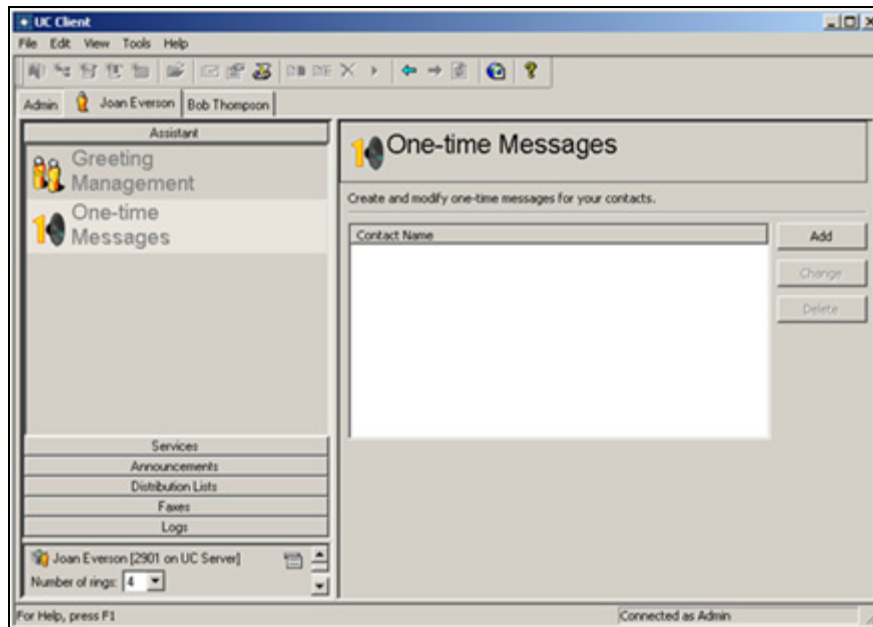 UC Client
File Edit View Tools Help
Admin Joan Everson Bob Thompson
Assistant
Greeting
Management
One-time
Messages
Services
Announcements
Distribution Lists
Faxes
Logs
Joan Everson [2901 on UC Server]
Number of rings: 4
One-time Messages
Create and modify one-time messages for your contacts.
Contact Name
Add
Change
Delete
For Help, press F1
Connected as Admin